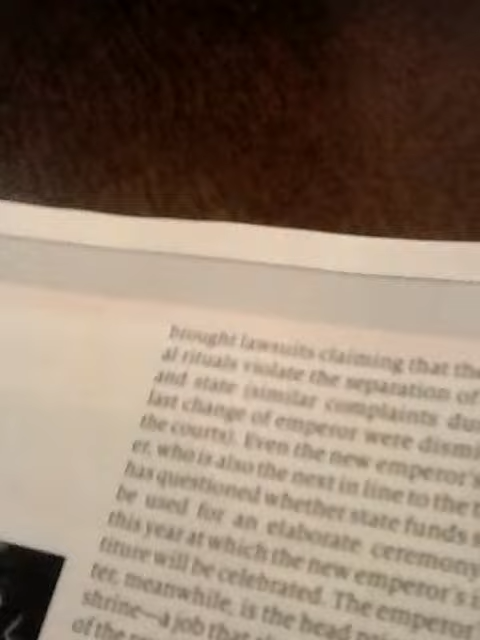 brought lawsuits claiming that the
al rituals violate the separation of
and state (similar complaints du
last change of emperor were dismi
the courts). Even the new emperor's
er, who is also the next in line to the t
has questioned whether state funds s
be used for an elaborate ceremony
this year at which the new emperor's i
titure will be celebrated. The emperor'
ter, meanwhile, is the head
shrine—a job that
of the